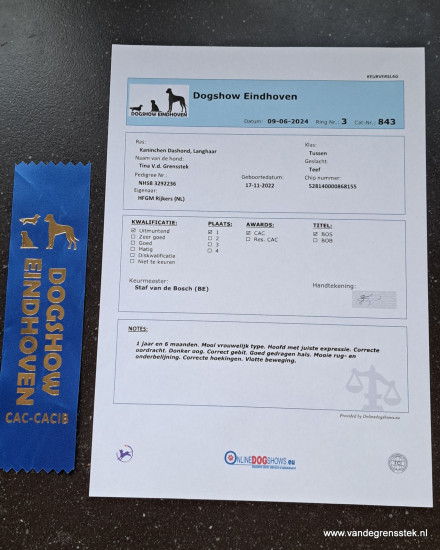 KEURVERSLAG
DOGSHOW EINDHOVEN
Dogshow Eindhoven
Datum: 09-06-2024 Ring Nr.: 3 Cat-Nr.: 843
Ras:
Kaninchen Dashond, Langhaar
Naam van de hond:
Tina V.d. Grensstek
Pedigree Nr.:
NHSB 3292236
Geboortedatum:
17-11-2022
Eigenaar:
HFGM Rijkers (NL)
Klas:
Tussen
Geslacht:
Teef
Chip nummer:
528140000868155
KWALIFICATIE:
Uitmuntend
Zeer goed
Goed
Matig
Diskwalificatie
Niet te keuren
PLAATS:
1
2
3
4
AWARDS:
CAC
Res. CAC
TITEL:
BOS
BOB
Keurmeester:
Staf van de Bosch (BE)
Handtekening:
NOTES:
1 jaar en 6 maanden. Mooi vrouwelijk type. Hoofd met juiste expressie. Correcte
oordracht. Donker oog. Correct gebit. Goed gedragen hals. Mooie rug- en
onderbelijning. Correcte hoekingen. Vlotte beweging.
Provided by Onlinedogshows.eu
ONLINEDOGSHOWS.EU
FCI
DOGSHOW
EINDHOVEN
CAC-CACIB
www.vandegrensstek.nl